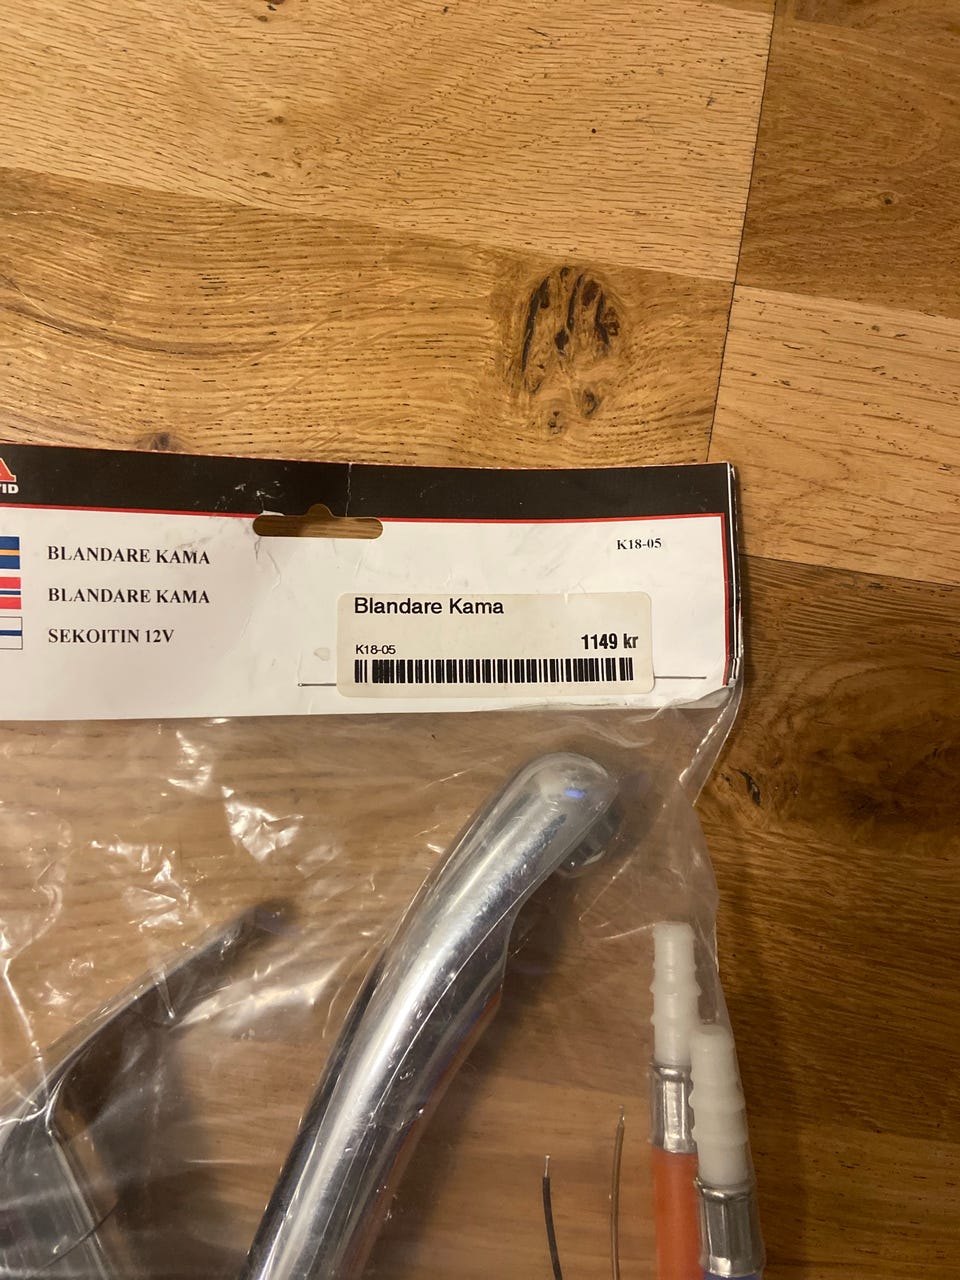 BLANDARE KAMA
BLANDARE KAMA
SEKOITIN 12V
K18-05
Blandare Kama
K18-05
1149 kr